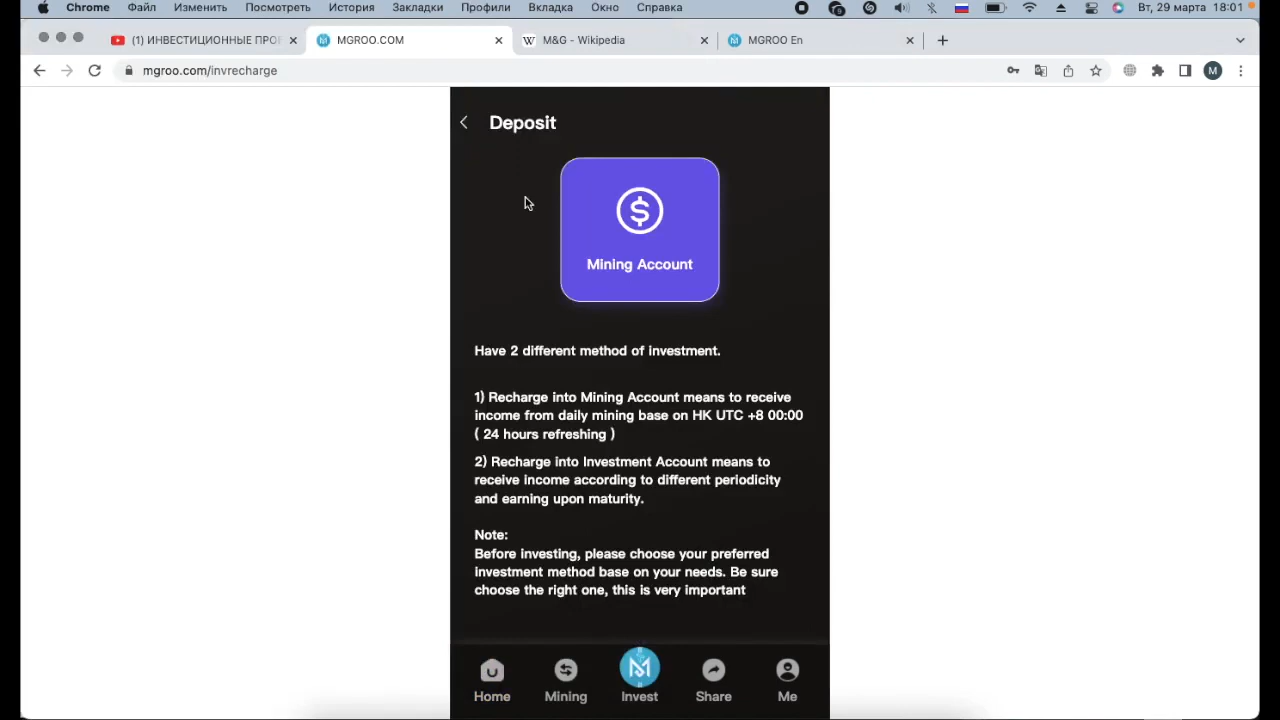 Chrome Файл Изменить Посмотреть История Закладки Профили Вкладка Окно Справка Вт, 29 марта 18:01
(1) ИНВЕСТИЦИОННЫЕ ПРОЕ MGROO.COM M&G - Wikipedia MGROO En
mgroo.com/invrecharge M
Deposit
Mining Account
Have 2 different method of investment.
1) Recharge into Mining Account means to receive
income from daily mining base on HK UTC +8 00:00
( 24 hours refreshing )
2) Recharge into Investment Account means to
receive income according to different periodicity
and earning upon maturity.
Note:
Before investing, please choose your preferred
investment method base on your needs. Be sure
choose the right one, this is very important
Home Mining Invest Share Me